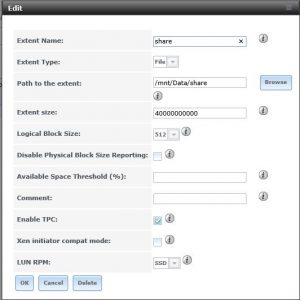 Edit
Extent Name: share
Extent Type: File
Path to the extent: /mnt/Data/share Browse
Extent size: 40000000000
Logical Block Size: 512
Disable Physical Block Size Reporting:
Available Space Threshold (%):
Comment:
Enable TPC:
Xen initiator compat mode:
LUN RPM: SSD
OK Cancel Delete